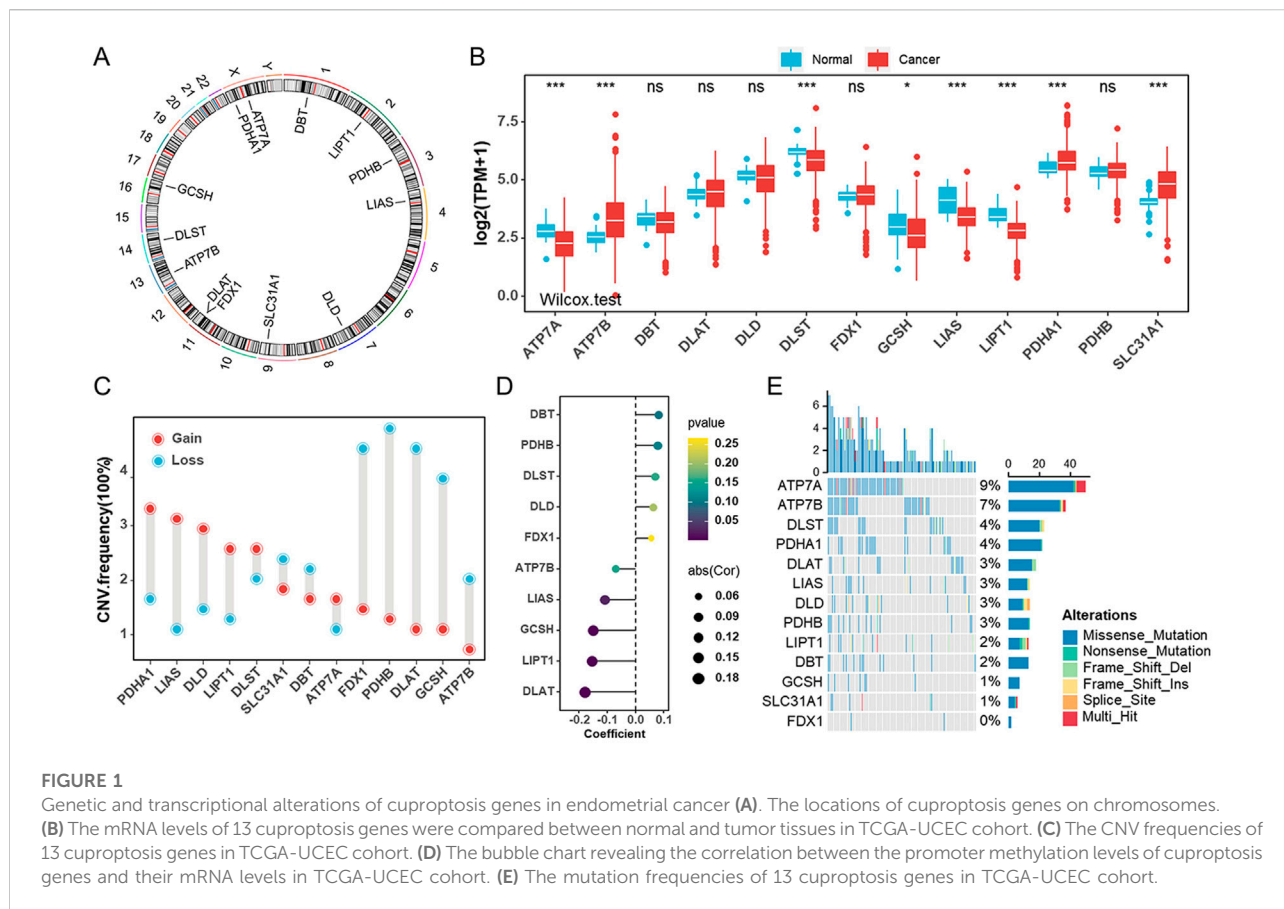 A
1
2
3
4
5
6
7
8
9
10
11
12
13
14
15
16
17
18
19
20
21
22
X
Y
DBT
LIPT1
PDHB
LIAS
DLD
SLC31A1
FDX1
DLAT
ATP7B
DLST
GCSH
PDHA1
ATP7A
B
Normal Cancer
*** *** ns ns ns *** ns * *** *** *** ns ***
log2(TPM+1)
7.5
5.0
2.5
0.0
Wilcox.test
ATP7A ATP7B DBT DLAT DLD DLST FDX1 GCSH LIAS LIPT1 PDHA1 PDHB SLC31A1
C
Gain
Loss
CNV.frequency(100%)
4
3
2
1
PDHA1 LIAS DLD LIPT1 DLST SLC31A1 DBT ATP7A FDX1 PDHB DLAT GCSH ATP7B
D
DBT
PDHB
DLST
DLD
FDX1
ATP7B
LIAS
GCSH
LIPT1
DLAT
-0.2 -0.1 0.0 0.1
Coefficient
pvalue
0.25
0.20
0.15
0.10
0.05
abs(Cor)
0.06
0.09
0.12
0.15
0.18
E
6
4
2
0
0 20 40
ATP7A 9%
ATP7B 7%
DLST 4%
PDHA1 4%
DLAT 3%
LIAS 3%
DLD 3%
PDHB 3%
LIPT1 2%
DBT 2%
GCSH 1%
SLC31A1 1%
FDX1 0%
Alterations
Missense_Mutation
Nonsense_Mutation
Frame_Shift_Del
Frame_Shift_Ins
Splice_Site
Multi_Hit
FIGURE 1
Genetic and transcriptional alterations of cuproptosis genes in endometrial cancer (A). The locations of cuproptosis genes on chromosomes.
(B) The mRNA levels of 13 cuproptosis genes were compared between normal and tumor tissues in TCGA-UCEC cohort. (C) The CNV frequencies of
13 cuproptosis genes in TCGA-UCEC cohort. (D) The bubble chart revealing the correlation between the promoter methylation levels of cuproptosis
genes and their mRNA levels in TCGA-UCEC cohort. (E) The mutation frequencies of 13 cuproptosis genes in TCGA-UCEC cohort.